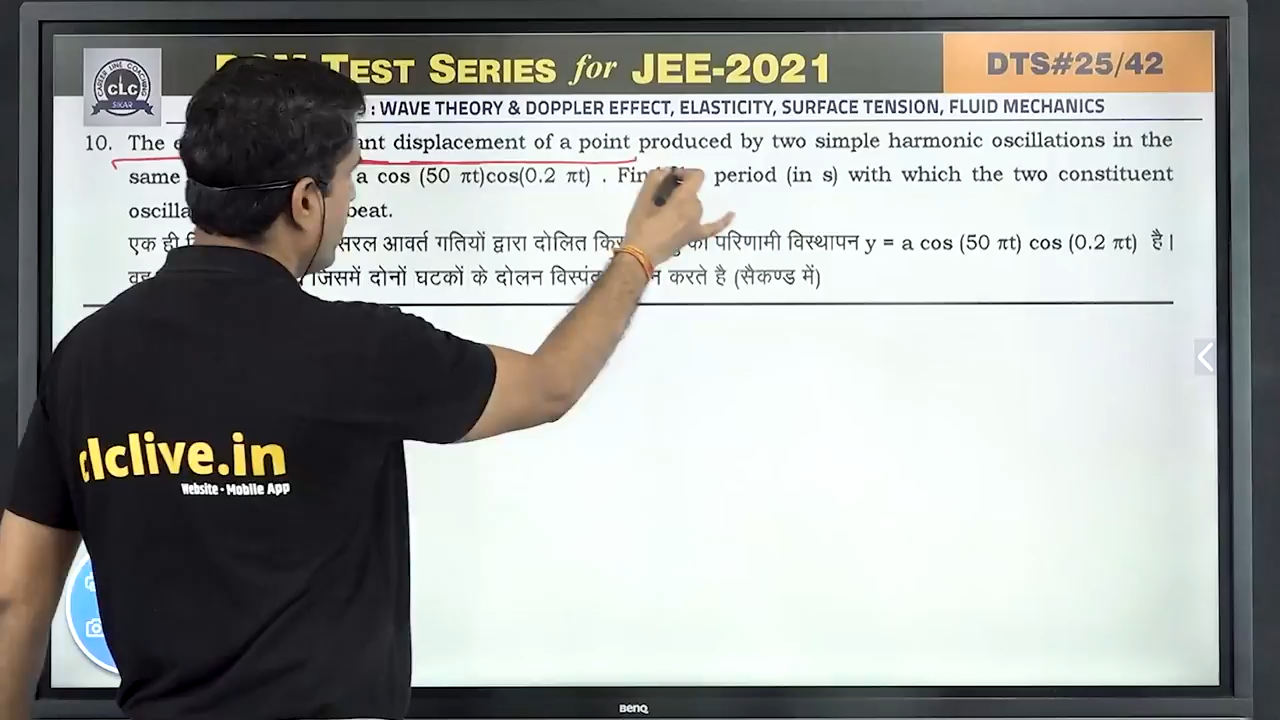 TEST SERIES for JEE-2021
DTS#25/42
CAREER LINE COACHING
CLC
SIKAR
: WAVE THEORY & DOPPLER EFFECT, ELASTICITY, SURFACE TENSION, FLUID MECHANICS
10. The displacement of a point produced by two simple harmonic oscillations in the
same a cos (50 πt)cos(0.2 πt) . period (in s) with which the two constituent
beat.
एक ही सरल आवर्त गतियों द्वारा दोलित परिणामी विस्थापन y = a cos (50 πt) cos (0.2 πt) है।
जिसमें दोनों घटकों के दोलन करते है (सैकण्ड में)
clclive.in
Website - Mobile App
BenQ